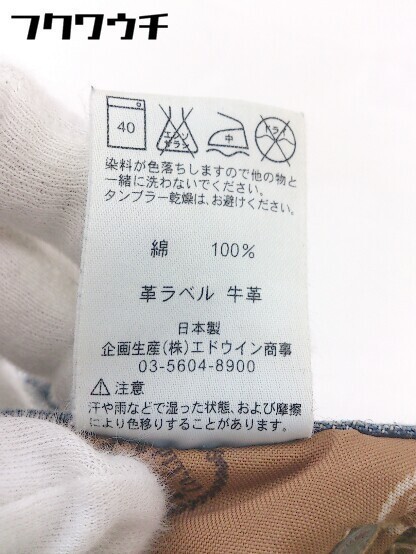 フクワウチ
40
エンソ
サラシ
中
ドライ
染料が色落ちしますので他の物と
一緒に洗わないでください。
タンブラー乾燥は、お避けください。
綿 100%
革ラベル 牛革
日本製
企画生産(株)エドウイン商事
03-5604-8900
⚠注意
汗や雨などで湿った状態、および摩擦
により色移りすることがあります。